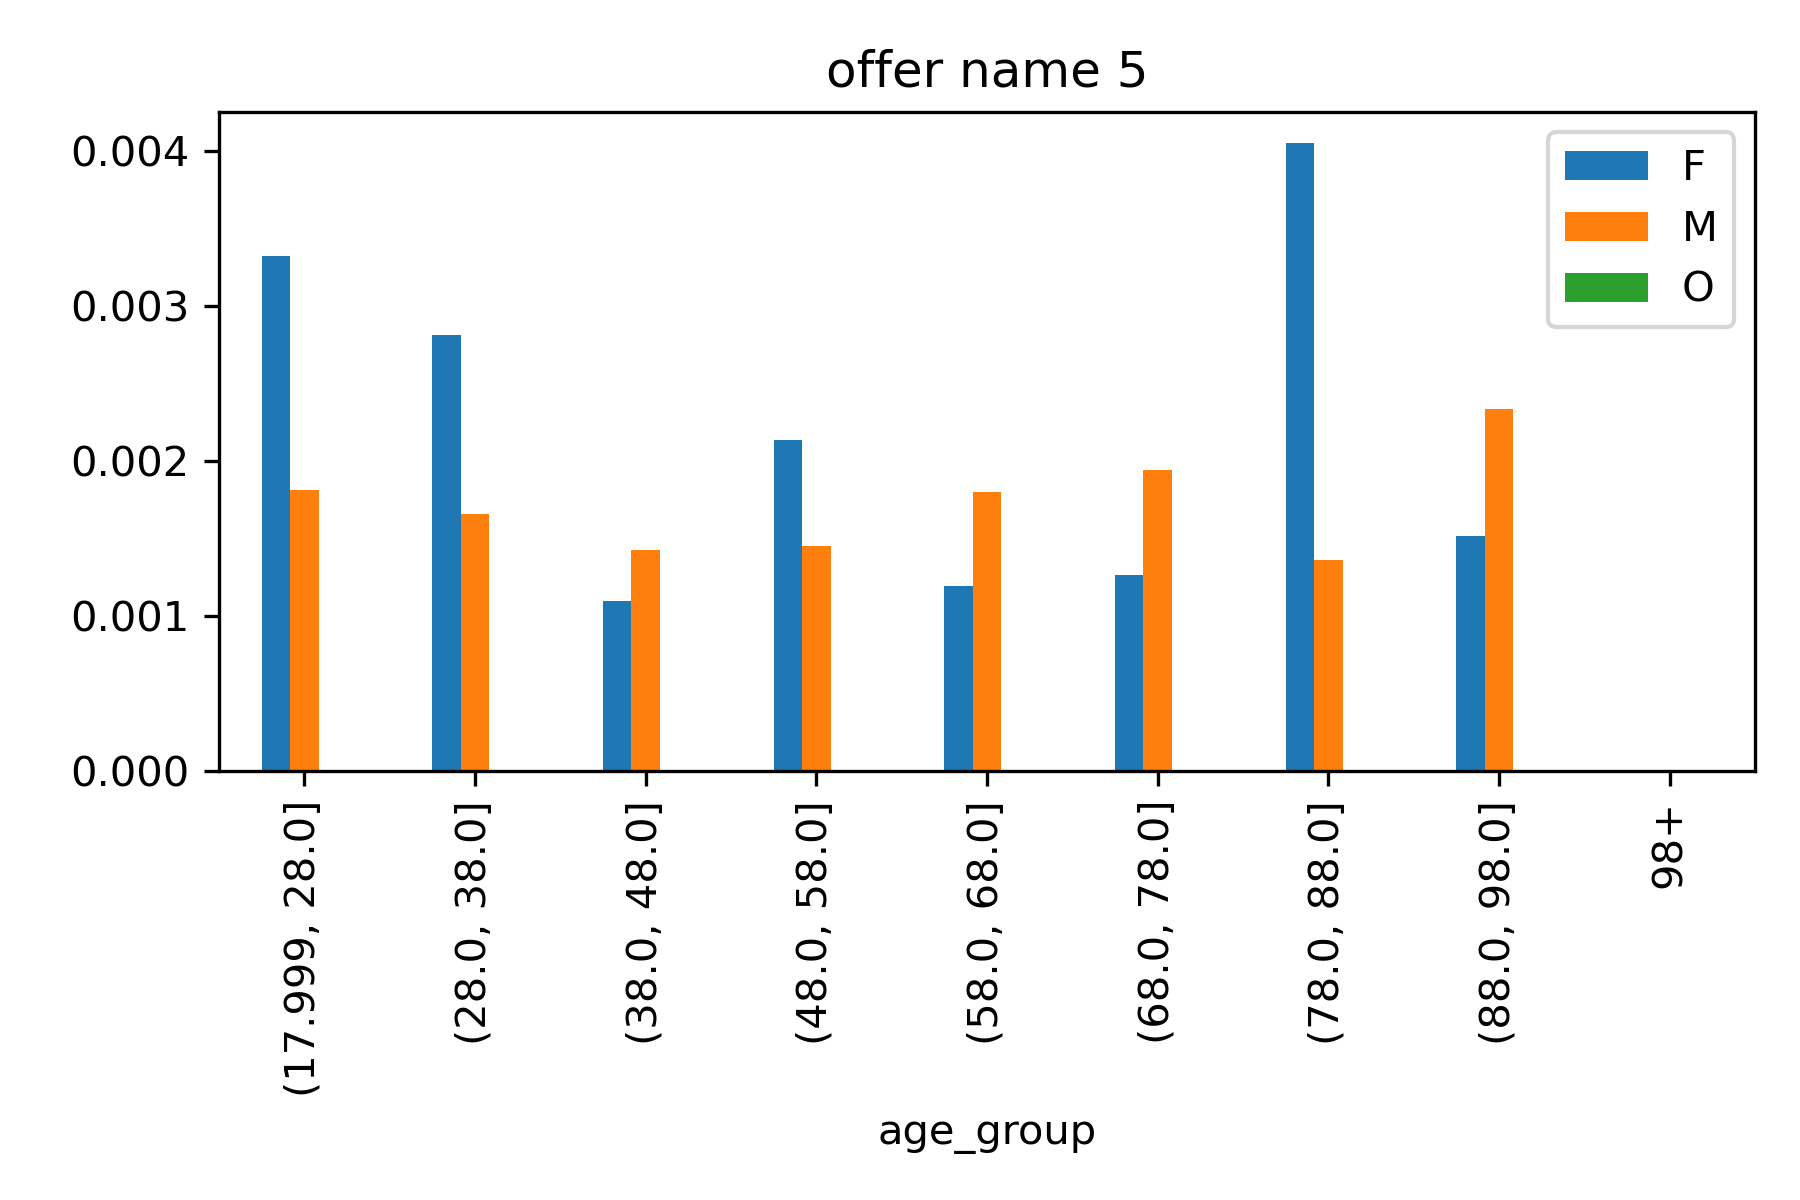 offer name 5
0.004
0.003
0.002
0.001
0.000
F
M
O
(17.999, 28.0]
(28.0, 38.0]
(38.0, 48.0]
(48.0, 58.0]
(58.0, 68.0]
(68.0, 78.0]
(78.0, 88.0]
(88.0, 98.0]
98+
age_group